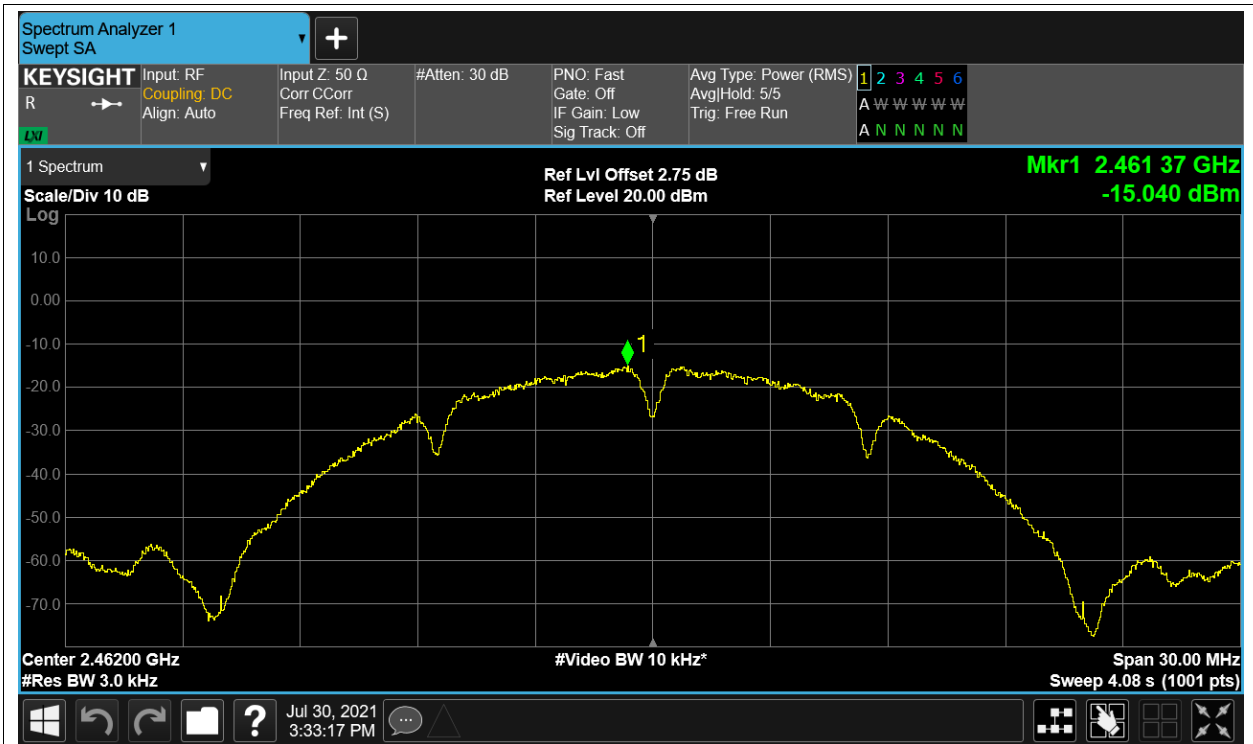 Spectrum Analyzer 1
Swept SA
KEYSIGHT
R
LXI
Input: RF
Coupling: DC
Align: Auto
Input Z: 50 Ω
Corr CCorr
Freq Ref: Int (S)
#Atten: 30 dB
PNO: Fast
Gate: Off
IF Gain: Low
Sig Track: Off
Avg Type: Power (RMS)
Avg|Hold: 5/5
Trig: Free Run
1 2 3 4 5 6
A W W W W W
A N N N N N
1 Spectrum
Scale/Div 10 dB
Ref Lvl Offset 2.75 dB
Ref Level 20.00 dBm
Mkr1 2.461 37 GHz
-15.040 dBm
Log
10.0
0.00
-10.0
-20.0
-30.0
-40.0
-50.0
-60.0
-70.0
1
Center 2.46200 GHz
#Res BW 3.0 kHz
#Video BW 10 kHz*
Span 30.00 MHz
Sweep 4.08 s (1001 pts)
?
Jul 30, 2021
3:33:17 PM